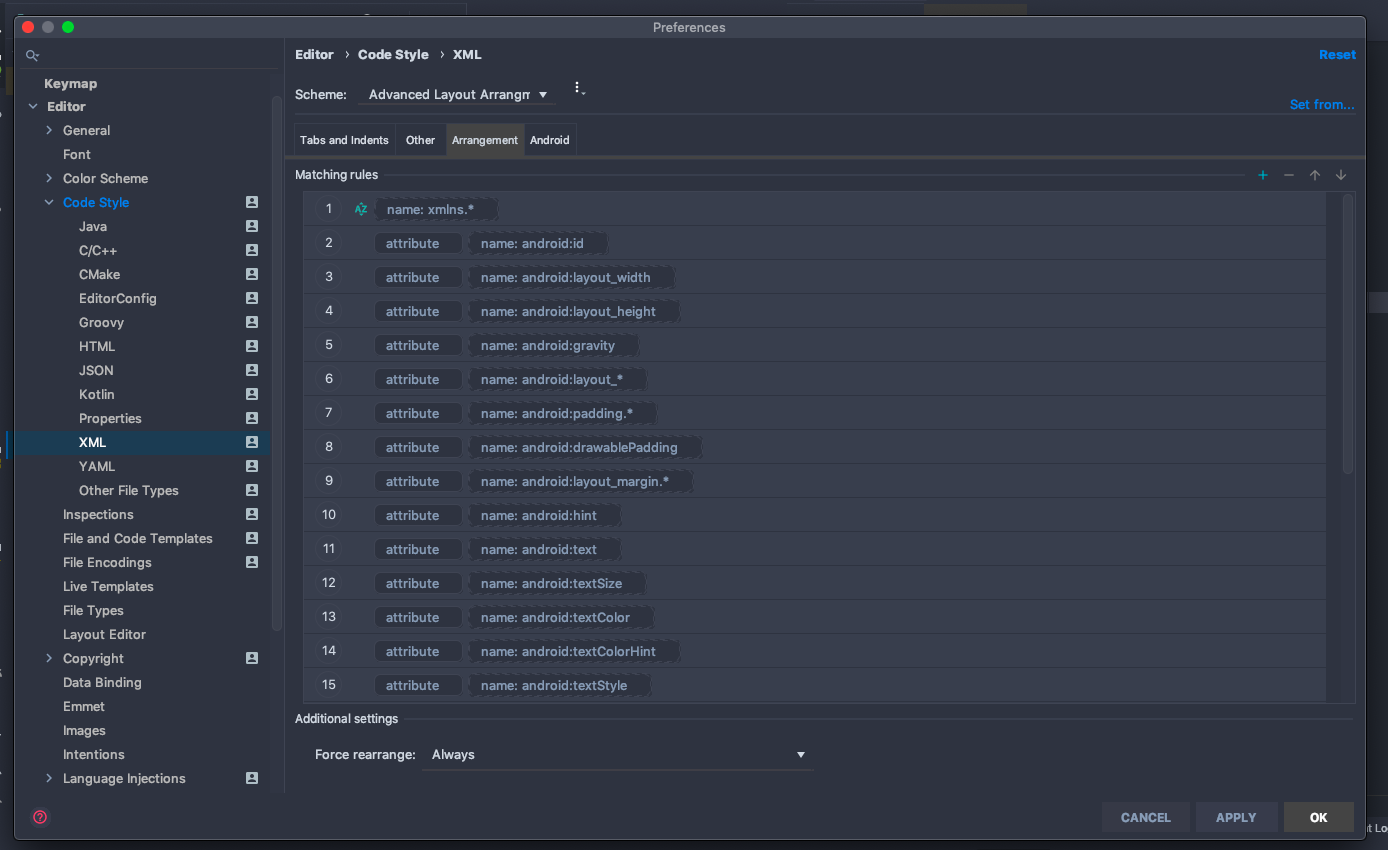 Preferences
Keymap
Editor
General
Font
Color Scheme
Code Style
Java
C/C++
CMake
EditorConfig
Groovy
HTML
JSON
Kotlin
Properties
XML
YAML
Other File Types
Inspections
File and Code Templates
File Encodings
Live Templates
File Types
Layout Editor
Copyright
Data Binding
Emmet
Images
Intentions
Language Injections
Editor › Code Style › XML
Reset
Scheme: Advanced Layout Arrangm
Set from...
Tabs and Indents Other Arrangement Android
Matching rules
1 name: xmlns.*
2 attribute name: android:id
3 attribute name: android:layout_width
4 attribute name: android:layout_height
5 attribute name: android:gravity
6 attribute name: android:layout_*
7 attribute name: android:padding.*
8 attribute name: android:drawablePadding
9 attribute name: android:layout_margin.*
10 attribute name: android:hint
11 attribute name: android:text
12 attribute name: android:textSize
13 attribute name: android:textColor
14 attribute name: android:textColorHint
15 attribute name: android:textStyle
Additional settings
Force rearrange: Always
CANCEL APPLY OK